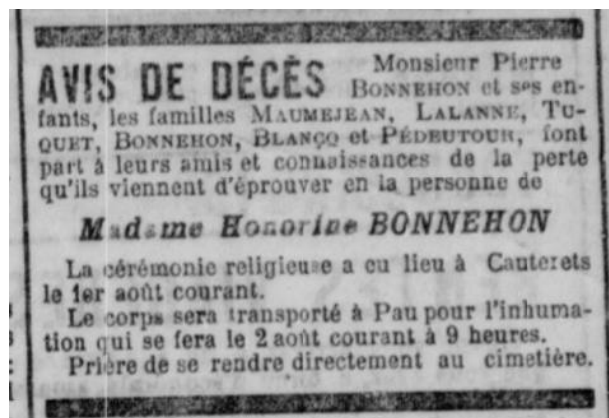 AVIS DE DÉCÈS Monsieur Pierre
BONNEHON et ses en-
fants, les familles MAUMEJEAN, LALANNE, TU-
QUET, BONNEHON, BLANCQ et PÉDEUTOUR, font
part à leurs amis et connaissances de la perte
qu'ils viennent d'éprouver en la personne de
Madame Honorine BONNEHON
La cérémonie religieuse a eu lieu à Cauterets
le 1er août courant.
Le corps sera transporté à Pau pour l'inhuma-
tion qui se fera le 2 août courant à 9 heures.
Prière de se rendre directement au cimetière.